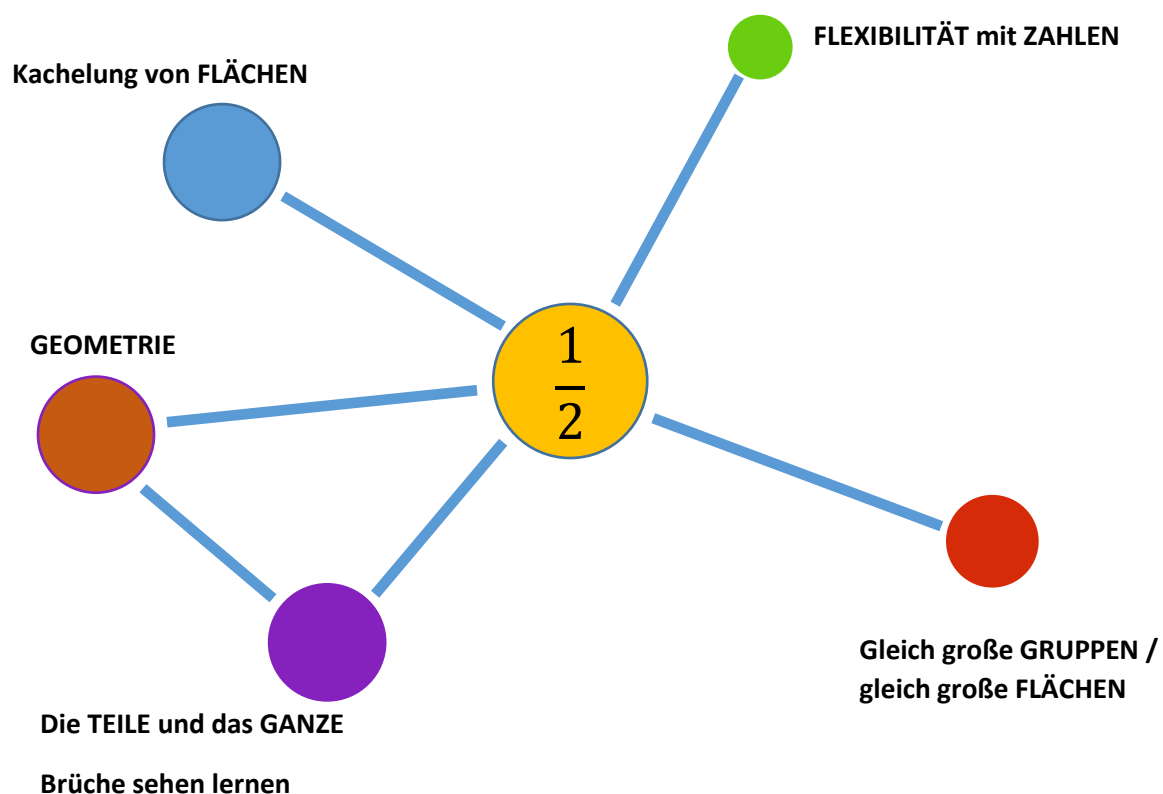 FLEXIBILITÄT mit ZAHLEN
Kachelung von FLÄCHEN
GEOMETRIE
1
2
Gleich große GRUPPEN /
gleich große FLÄCHEN
Die TEILE und das GANZE
Brüche sehen lernen